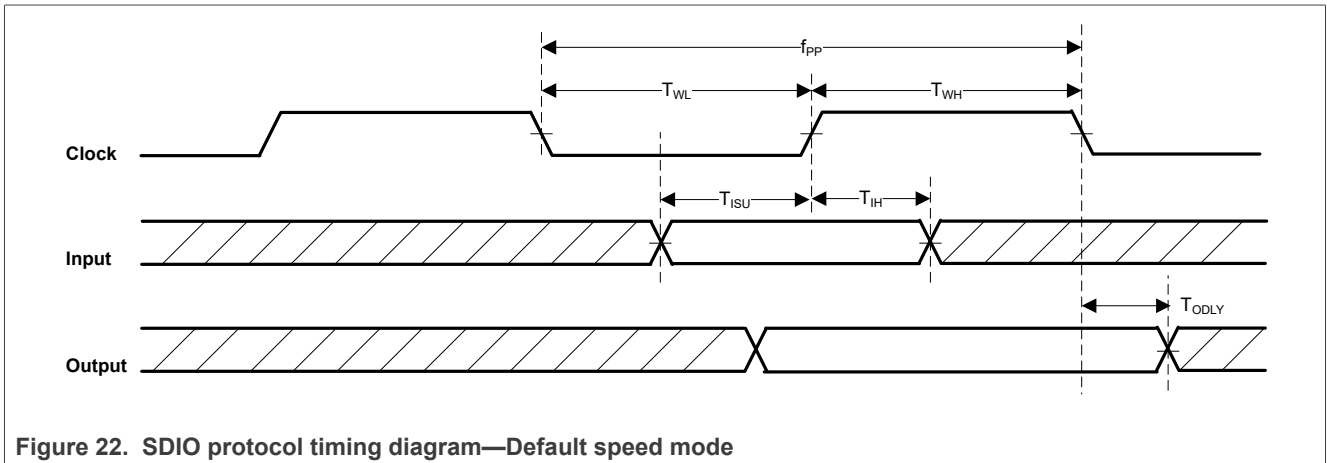 fPP
TWL
TWH
Clock
TISU
TIH
Input
TODLY
Output
Figure 22. SDIO protocol timing diagram—Default speed mode